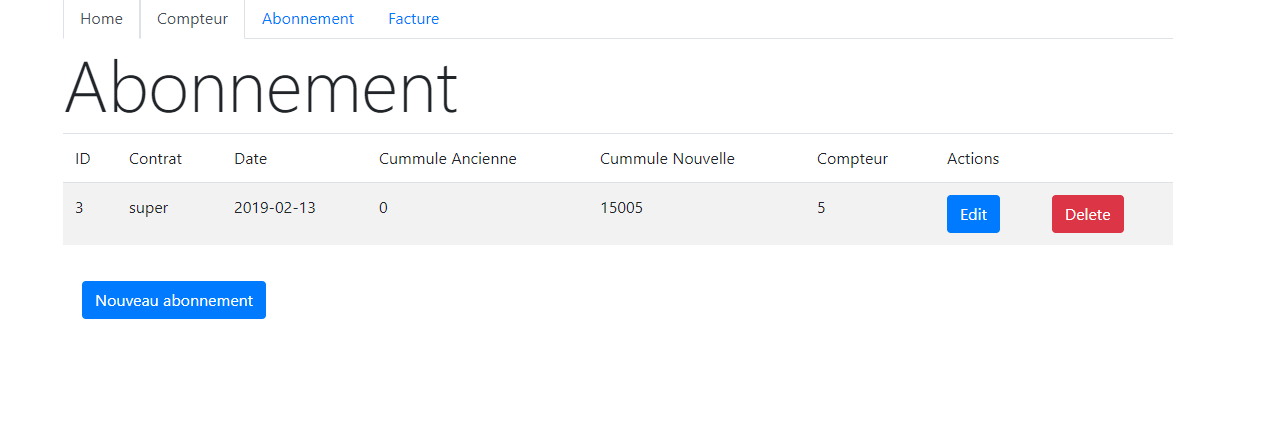 Home Compteur Abonnement Facture
Abonnement
ID Contrat Date Cummule Ancienne Cummule Nouvelle Compteur Actions
3 super 2019-02-13 0 15005 5 Edit Delete
Nouveau abonnement